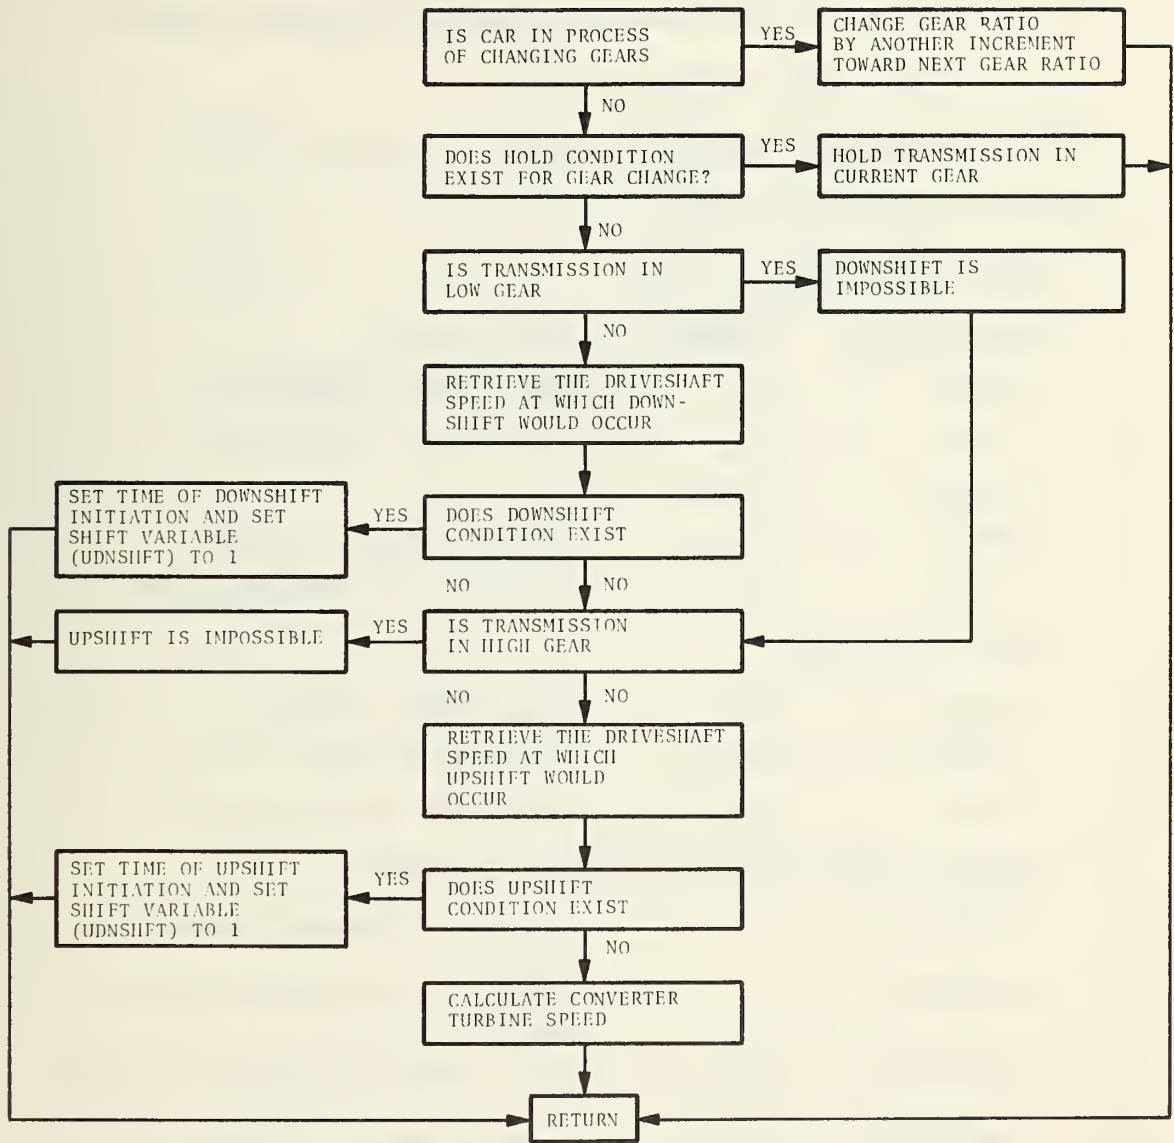 IS CAR IN PROCESS
OF CHANGING GEARS
YES
CHANGE GEAR RATIO
BY ANOTHER INCREMENT
TOWARD NEXT GEAR RATIO
NO
DOES HOLD CONDITION
EXIST FOR GEAR CHANGE?
YES
HOLD TRANSMISSION IN
CURRENT GEAR
NO
IS TRANSMISSION IN
LOW GEAR
YES
DOWNSHIFT IS
IMPOSSIBLE
NO
RETRIEVE THE DRIVESHAFT
SPEED AT WHICH DOWN-
SHIFT WOULD OCCUR
DOES DOWNSHIFT
CONDITION EXIST
YES
SET TIME OF DOWNSHIFT
INITIATION AND SET
SHIFT VARIABLE
(UDNSHIFT) TO 1
NO NO
IS TRANSMISSION
IN HIGH GEAR
YES
UPSHIFT IS IMPOSSIBLE
NO NO
RETRIEVE THE DRIVESHAFT
SPEED AT WHICH
UPSHIFT WOULD
OCCUR
DOES UPSHIFT
CONDITION EXIST
YES
SET TIME OF UPSHIFT
INITIATION AND SET
SHIFT VARIABLE
(UDNSHIFT) TO 1
NO
CALCULATE CONVERTER
TURBINE SPEED
RETURN